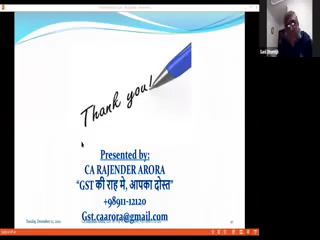 Thank you!
Presented by:
CA RAJENDER ARORA
"GST की राह मे, आपका दोस्त"
+98911-12120
Gst.caarora@gmail.com